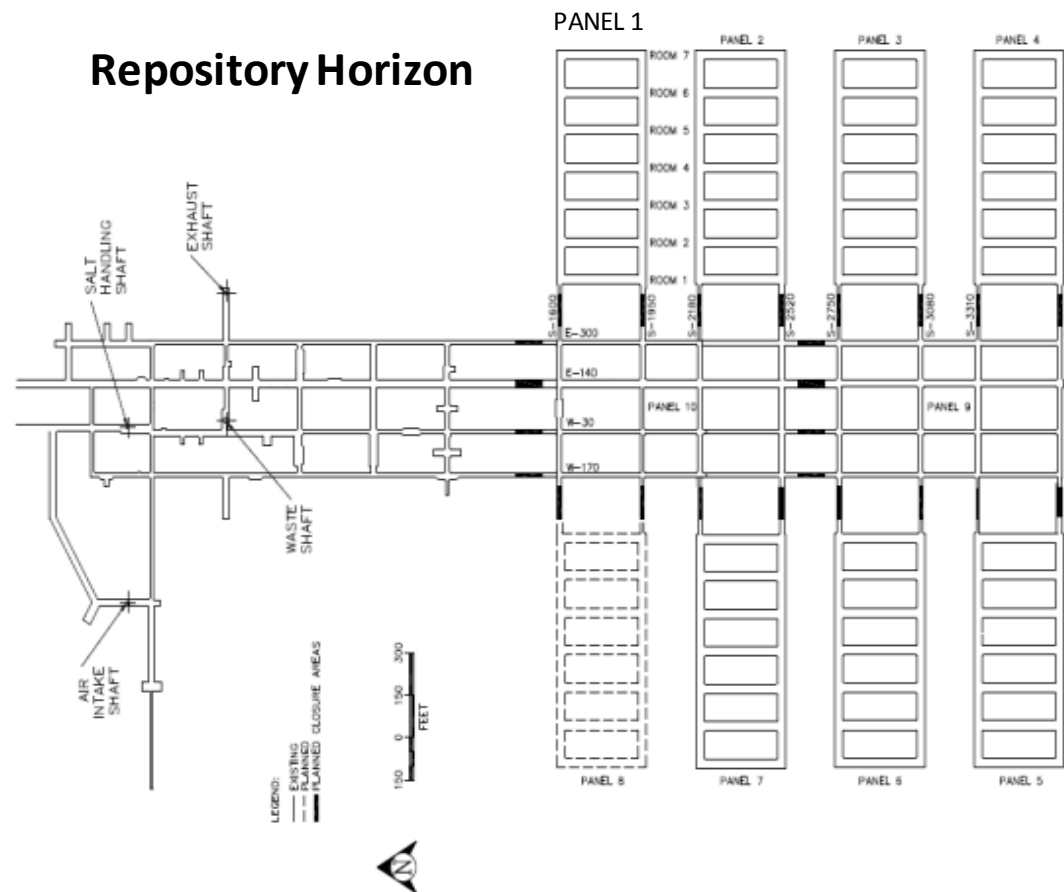 PANEL 1
Repository Horizon
PANEL 2
PANEL 3
PANEL 4
ROOM 7
ROOM 6
ROOM 5
ROOM 4
ROOM 3
ROOM 2
ROOM 1
EXHAUST
SHAFT
SALT
HANDLING
SHAFT
S-1600
S-1950
S-2180
S-2520
S-2750
S-3080
S-3310
E-300
E-140
W-30
W-170
PANEL 10
PANEL 9
WASTE
SHAFT
AIR
INTAKE
SHAFT
LEGEND:
EXISTING
PLANNED
PLANNED CLOSURE AREAS
150 0 150 300
FEET
PANEL 8
PANEL 7
PANEL 6
PANEL 5
N